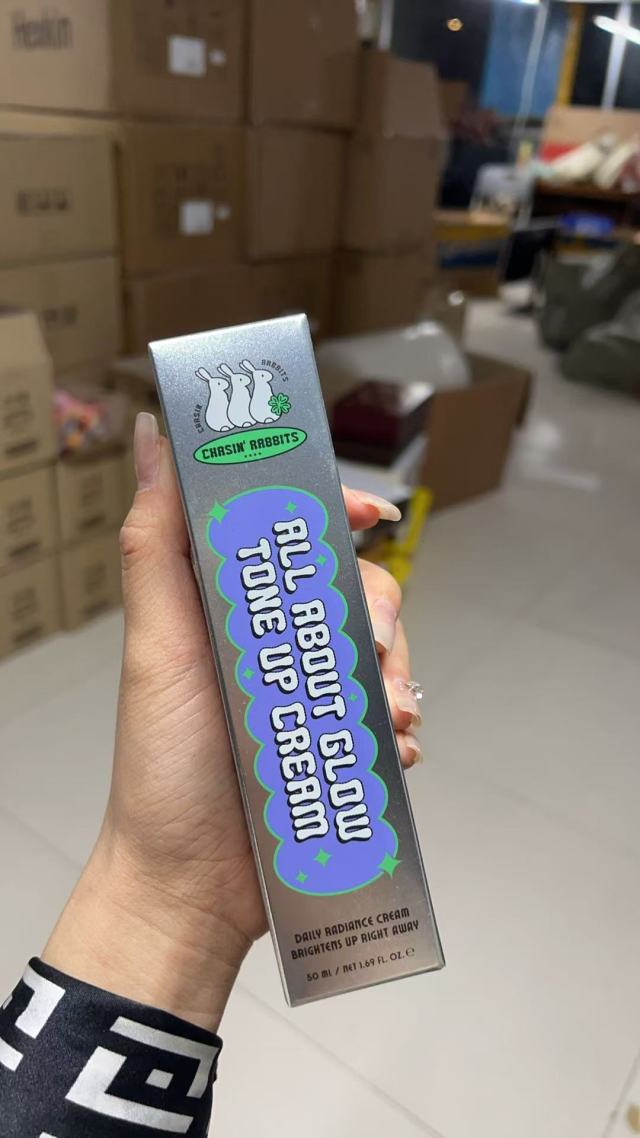 CHASIN RABBITS
CHASIN' RABBITS
ALL ABOUT GLOW
TONE UP CREAM
DAILY RADIANCE CREAM
BRIGHTENS UP RIGHT AWAY
50 ml / NET 1.69 FL. OZ. ℮